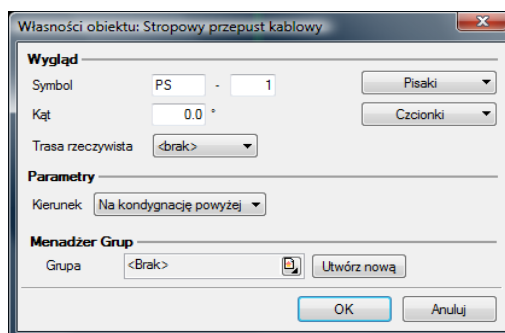 Własności obiektu: Stropowy przepust kablowy
Wygląd
Symbol PS - 1 Pisaki
Kąt 0.0 ° Czcionki
Trasa rzeczywista <brak>
Parametry
Kierunek Na kondygnację powyżej
Menadżer Grup
Grupa <Brak> Utwórz nową
OK Anuluj